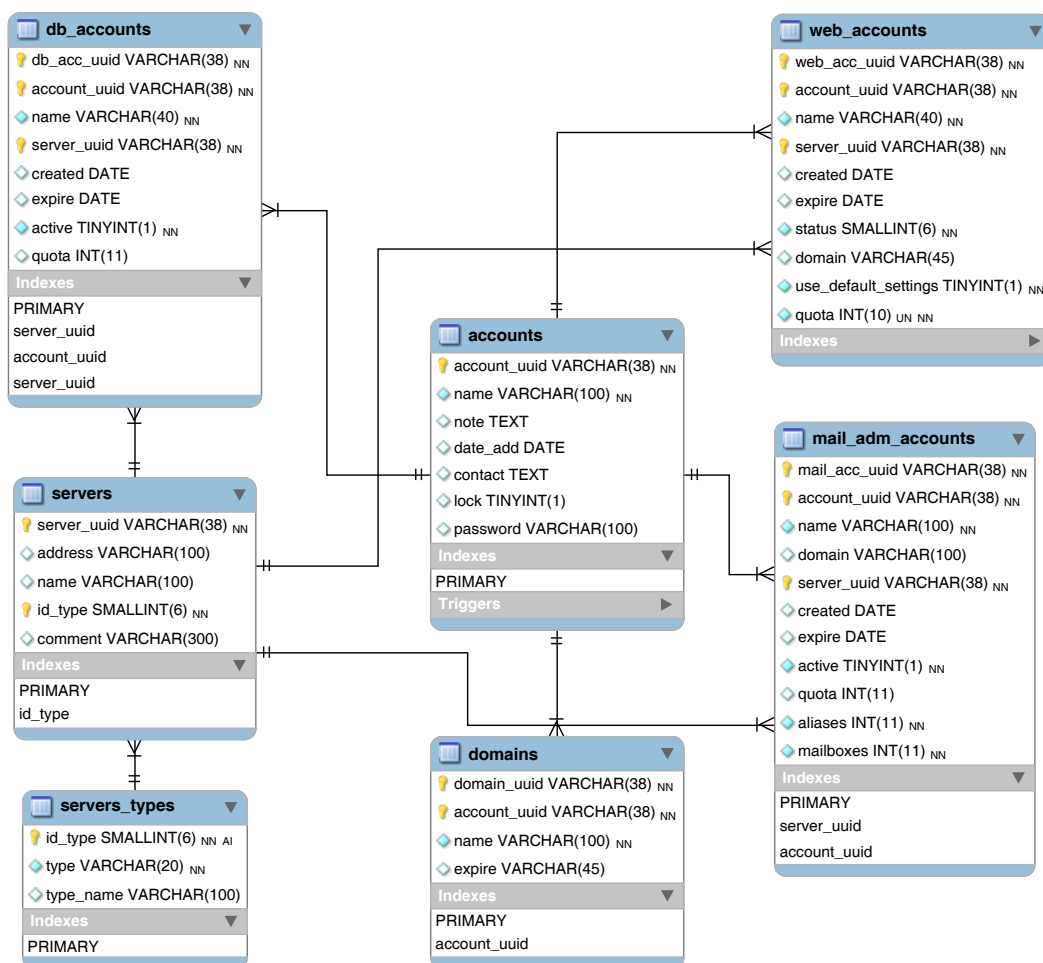 db_accounts
db_acc_uuid VARCHAR(38) NN
account_uuid VARCHAR(38) NN
name VARCHAR(40) NN
server_uuid VARCHAR(38) NN
created DATE
expire DATE
active TINYINT(1) NN
quota INT(11)
Indexes
PRIMARY
server_uuid
account_uuid
server_uuid
web_accounts
web_acc_uuid VARCHAR(38) NN
account_uuid VARCHAR(38) NN
name VARCHAR(40) NN
server_uuid VARCHAR(38) NN
created DATE
expire DATE
status SMALLINT(6) NN
domain VARCHAR(45)
use_default_settings TINYINT(1) NN
quota INT(10) UN NN
Indexes
accounts
account_uuid VARCHAR(38) NN
name VARCHAR(100) NN
note TEXT
date_add DATE
contact TEXT
lock TINYINT(1)
password VARCHAR(100)
Indexes
PRIMARY
Triggers
mail_adm_accounts
mail_acc_uuid VARCHAR(38) NN
account_uuid VARCHAR(38) NN
name VARCHAR(100) NN
domain VARCHAR(100)
server_uuid VARCHAR(38) NN
created DATE
expire DATE
active TINYINT(1) NN
quota INT(11)
aliases INT(11) NN
mailboxes INT(11) NN
Indexes
PRIMARY
server_uuid
account_uuid
servers
server_uuid VARCHAR(38) NN
address VARCHAR(100)
name VARCHAR(100)
id_type SMALLINT(6) NN
comment VARCHAR(300)
Indexes
PRIMARY
id_type
domains
domain_uuid VARCHAR(38) NN
account_uuid VARCHAR(38) NN
name VARCHAR(100) NN
expire VARCHAR(45)
Indexes
PRIMARY
account_uuid
servers_types
id_type SMALLINT(6) NN AI
type VARCHAR(20) NN
type_name VARCHAR(100)
Indexes
PRIMARY